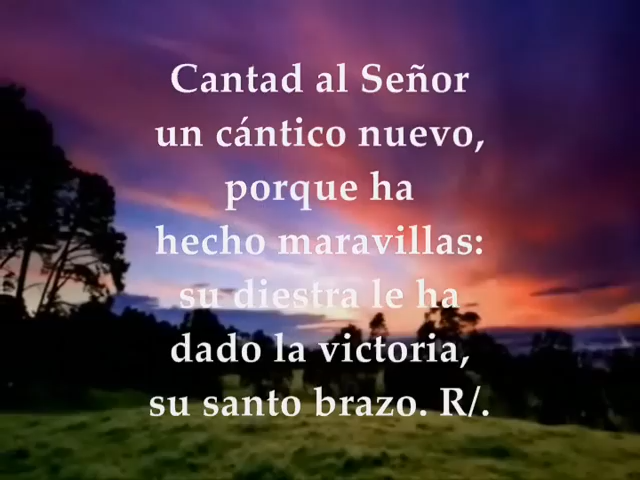 Cantad al Señor
un cántico nuevo,
porque ha
hecho maravillas:
su diestra le ha
dado la victoria,
su santo brazo. R/.